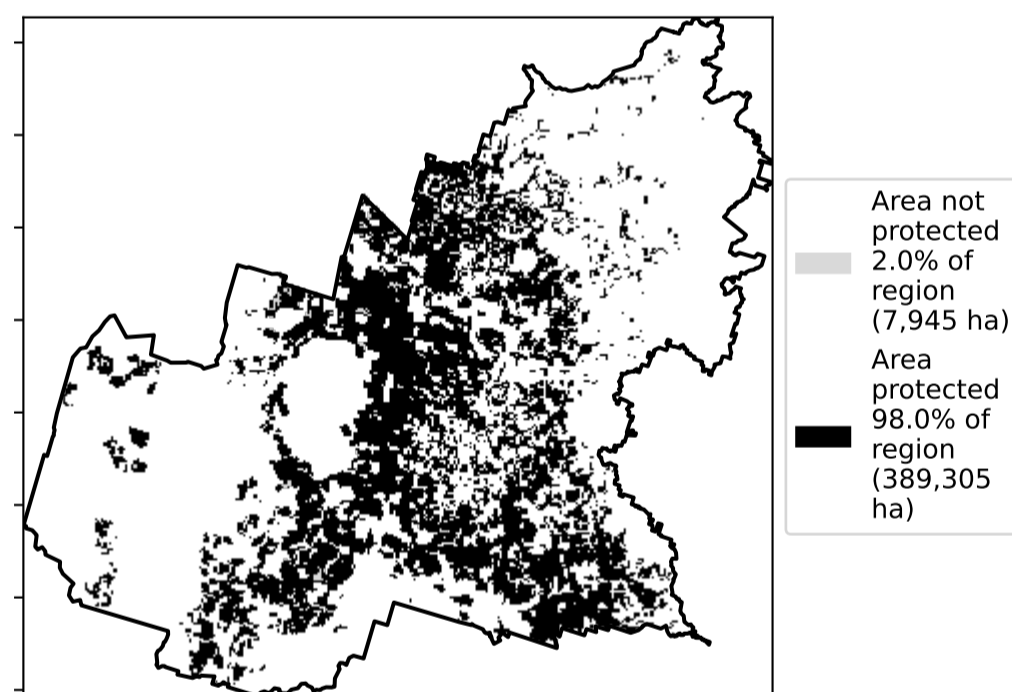 Area not
protected
2.0% of
region
(7,945 ha)
Area
protected
98.0% of
region
(389,305
ha)